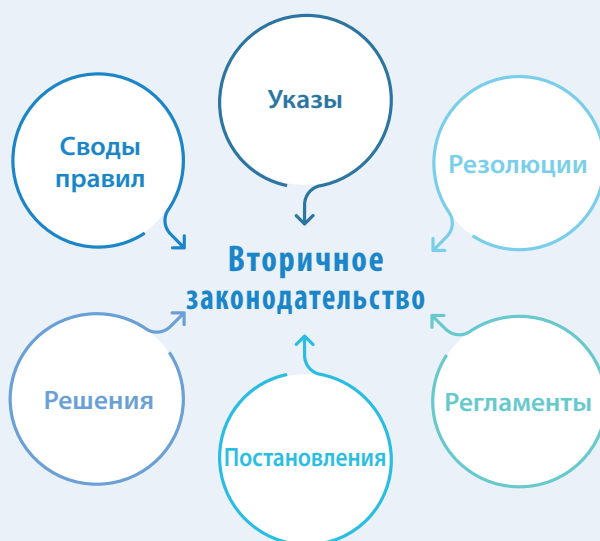 Указы
Своды
правил
Резолюции
Вторичное
законодательство
Решения
Регламенты
Постановления